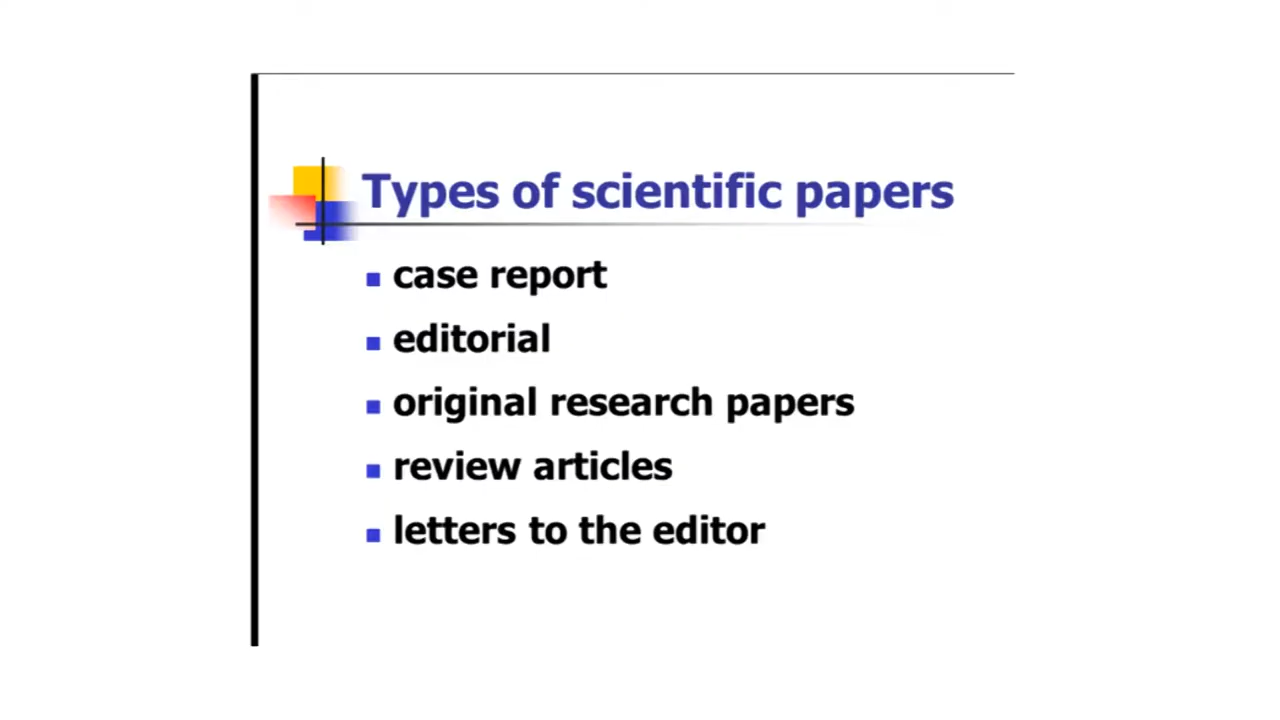 Types of scientific papers
case report
editorial
original research papers
review articles
letters to the editor